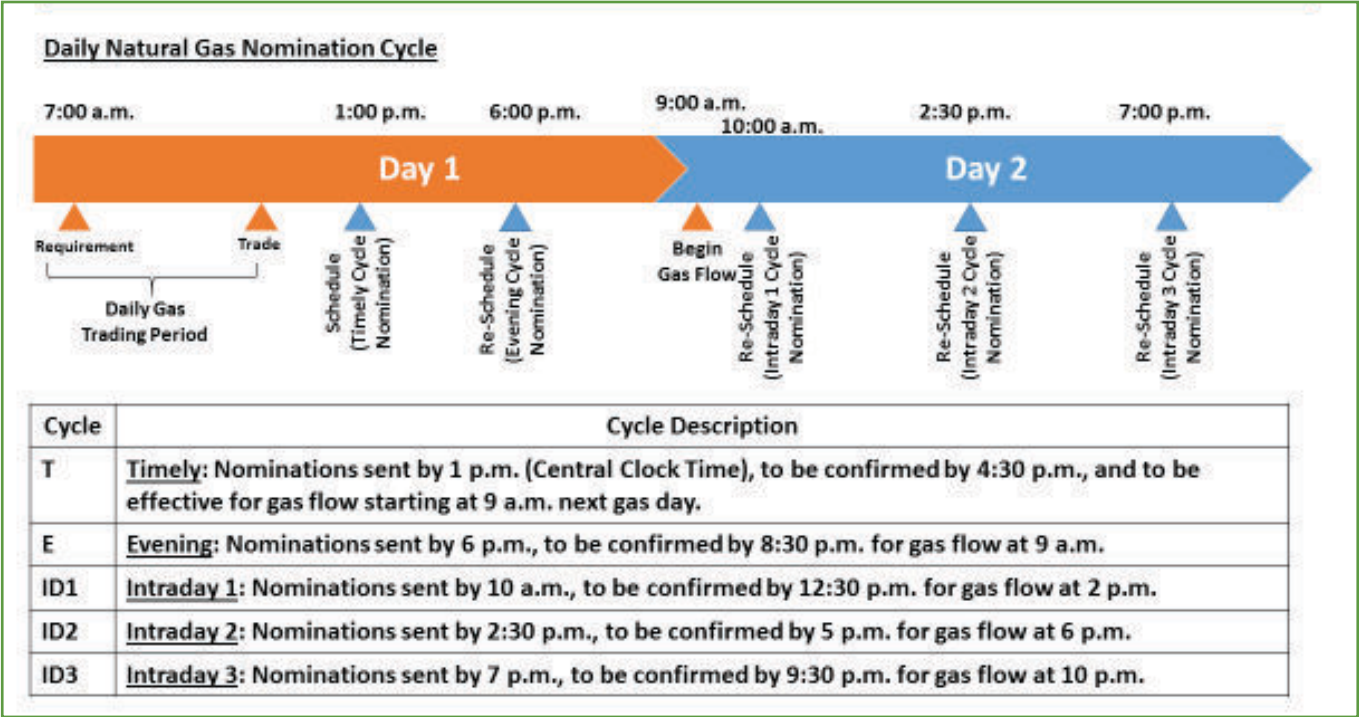 Daily Natural Gas Nomination Cycle
7:00 a.m.
1:00 p.m.
6:00 p.m.
9:00 a.m.
10:00 a.m.
2:30 p.m.
7:00 p.m.
Day 1
Day 2
Requirement
Trade
Daily Gas
Trading Period
Schedule
(Timely Cycle
Nomination)
Re-Schedule
(Evening Cycle
Nomination)
Begin
Gas Flow
Re-Schedule
(Intraday 1 Cycle
Nomination)
Re-Schedule
(Intraday 2 Cycle
Nomination)
Re-Schedule
(Intraday 3 Cycle
Nomination)
Cycle Cycle Description
T Timely: Nominations sent by 1 p.m. (Central Clock Time), to be confirmed by 4:30 p.m., and to be
effective for gas flow starting at 9 a.m. next gas day.
E Evening: Nominations sent by 6 p.m., to be confirmed by 8:30 p.m. for gas flow at 9 a.m.
ID1 Intraday 1: Nominations sent by 10 a.m., to be confirmed by 12:30 p.m. for gas flow at 2 p.m.
ID2 Intraday 2: Nominations sent by 2:30 p.m., to be confirmed by 5 p.m. for gas flow at 6 p.m.
ID3 Intraday 3: Nominations sent by 7 p.m., to be confirmed by 9:30 p.m. for gas flow at 10 p.m.